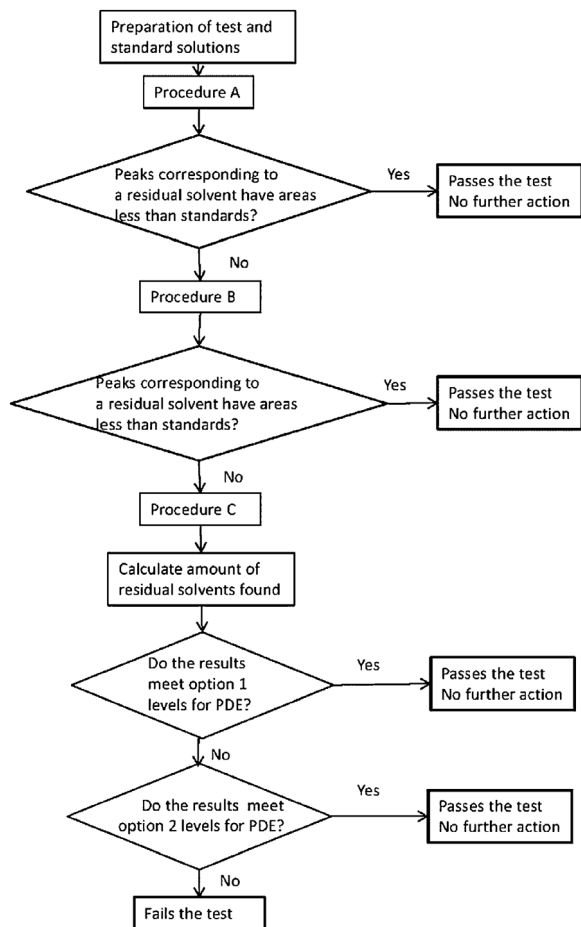 Preparation of test and
standard solutions
Procedure A
Peaks corresponding to
a residual solvent have areas
less than standards?
Yes
Passes the test
No further action
No
Procedure B
Peaks corresponding to
a residual solvent have areas
less than standards?
Yes
Passes the test
No further action
No
Procedure C
Calculate amount of
residual solvents found
Do the results
meet option 1
levels for PDE?
Yes
Passes the test
No further action
No
Do the results meet
option 2 levels for PDE?
Yes
Passes the test
No further action
No
Fails the test